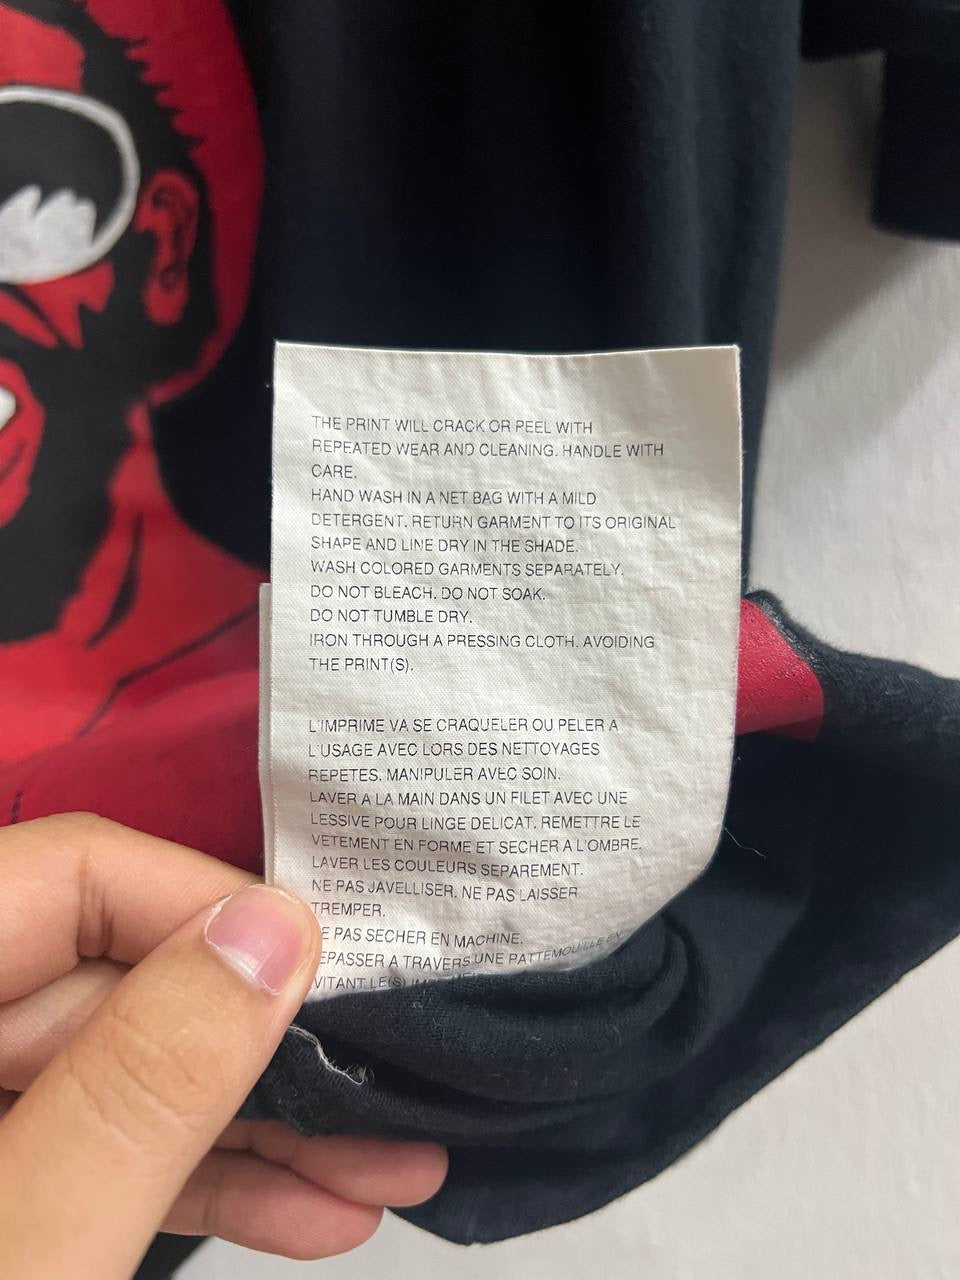 THE PRINT WILL CRACK OR PEEL WITH
REPEATED WEAR AND CLEANING. HANDLE WITH
CARE.
HAND WASH IN A NET BAG WITH A MILD
DETERGENT. RETURN GARMENT TO ITS ORIGINAL
SHAPE AND LINE DRY IN THE SHADE.
WASH COLORED GARMENTS SEPARATELY.
DO NOT BLEACH. DO NOT SOAK.
DO NOT TUMBLE DRY.
IRON THROUGH A PRESSING CLOTH. AVOIDING
THE PRINT(S).
L'IMPRIME VA SE CRAQUELER OU PELER A
L'USAGE AVEC LORS DES NETTOYAGES
REPETES. MANIPULER AVEC SOIN.
LAVER A LA MAIN DANS UN FILET AVEC UNE
LESSIVE POUR LINGE DELICAT. REMETTRE LE
VETEMENT EN FORME ET SECHER A L'OMBRE.
LAVER LES COULEURS SEPAREMENT.
NE PAS JAVELLISER. NE PAS LAISSER
TREMPER.
E PAS SECHER EN MACHINE.
EPASSER A TRAVERS UNE PATTEMOUILLE EN
VITANT LE(S)